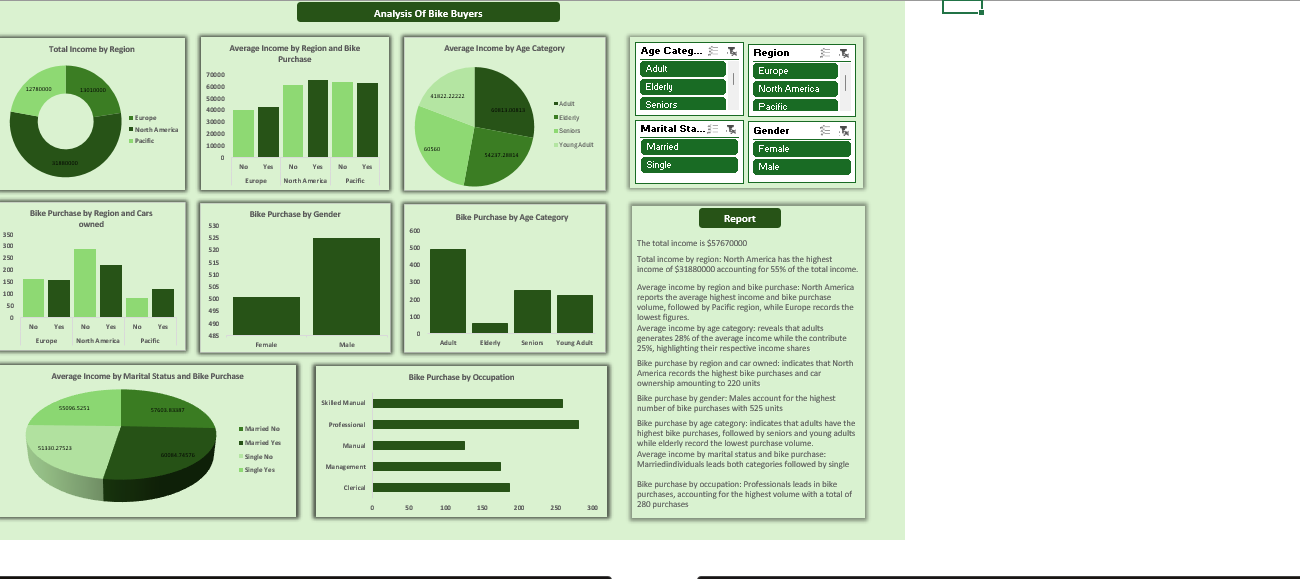 Analysis Of Bike Buyers
Total Income by Region
12780000
13010000
31880000
Europe
North America
Pacific
Average Income by Region and Bike
Purchase
70000
60000
50000
40000
30000
20000
10000
0
No Yes No Yes No Yes
Europe North America Pacific
Average Income by Age Category
41822.22222
60560
54237.28814
Adult
Elderly
Seniors
Young Adult
Age Categ...
Adult
Elderly
Seniors
Region
Europe
North America
Pacific
Marital Sta...
Married
Single
Gender
Female
Male
Bike Purchase by Region and Cars
owned
350
300
250
200
150
100
50
0
No Yes No Yes No Yes
Europe North America Pacific
Bike Purchase by Gender
530
525
520
515
510
505
500
495
490
485
Female Male
Bike Purchase by Age Category
600
500
400
300
200
100
0
Adult Elderly Seniors Young Adult
Report
The total income is $57670000
Total income by region: North America has the highest
income of $31880000 accounting for 55% of the total income.
Average income by region and bike purchase: North America
reports the average highest income and bike purchase
volume, followed by Pacific region, while Europe records the
lowest figures.
Average income by age category: reveals that adults
generates 28% of the average income while the contribute
25%, highlighting their respective income shares
Bike purchase by region and car owned: indicates that North
America records the highest bike purchases and car
ownership amounting to 220 units
Bike purchase by gender: Males account for the highest
number of bike purchases with 525 units
Bike purchase by age category: indicates that adults have the
highest bike purchases, followed by seniors and young adults
while elderly record the lowest purchase volume.
Average income by marital status and bike purchase:
Marriedindividuals leads both categories followed by single
Bike purchase by occupation: Professionals leads in bike
purchases, accounting for the highest volume with a total of
280 purchases
Average Income by Marital Status and Bike Purchase
55096.5251
51330.27523
Married No
Married Yes
Single No
Single Yes
Bike Purchase by Occupation
Skilled Manual
Professional
Manual
Management
Clerical
0 50 100 150 200 250 300